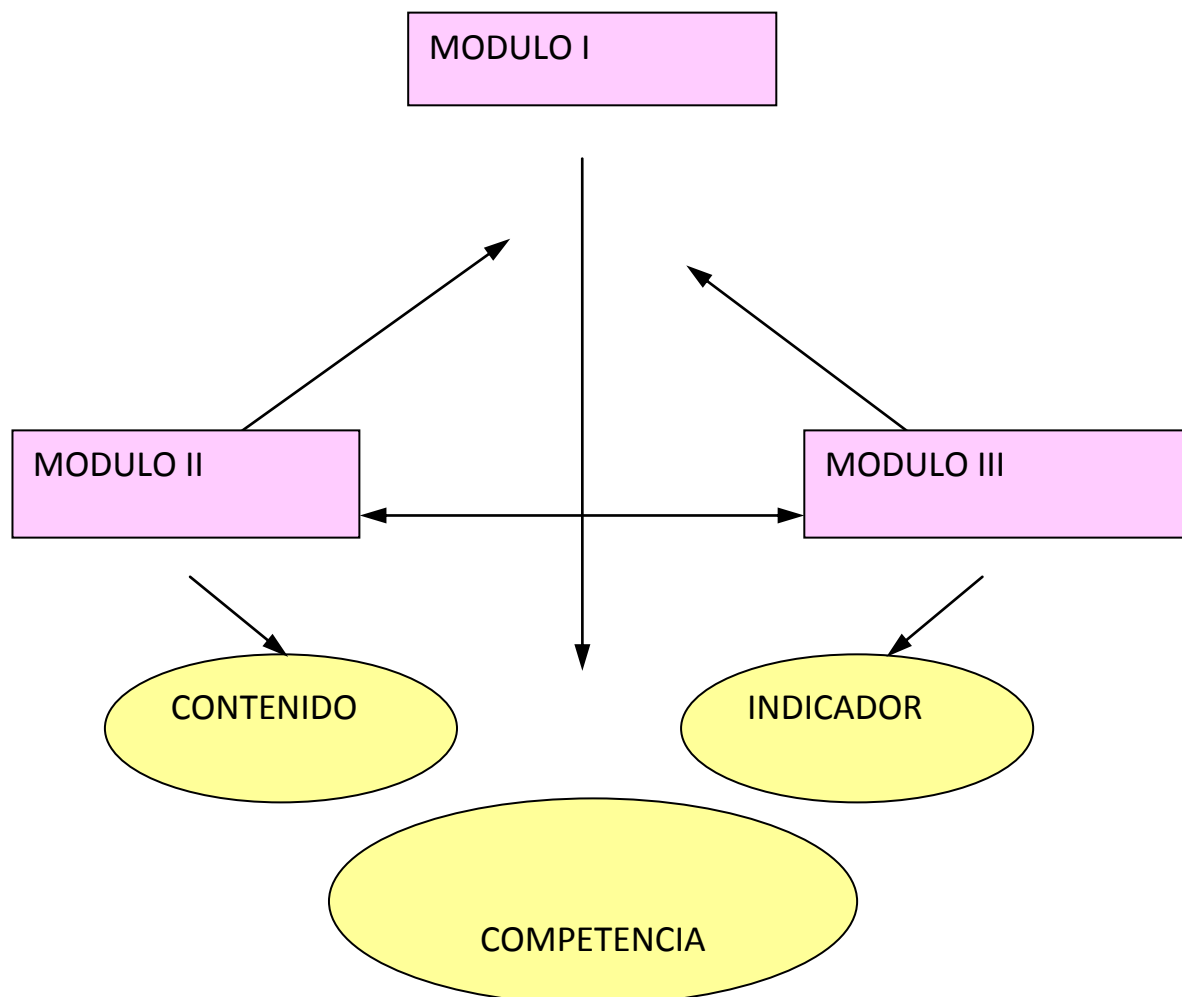 MODULO I
MODULO II
MODULO III
CONTENIDO
INDICADOR
COMPETENCIA